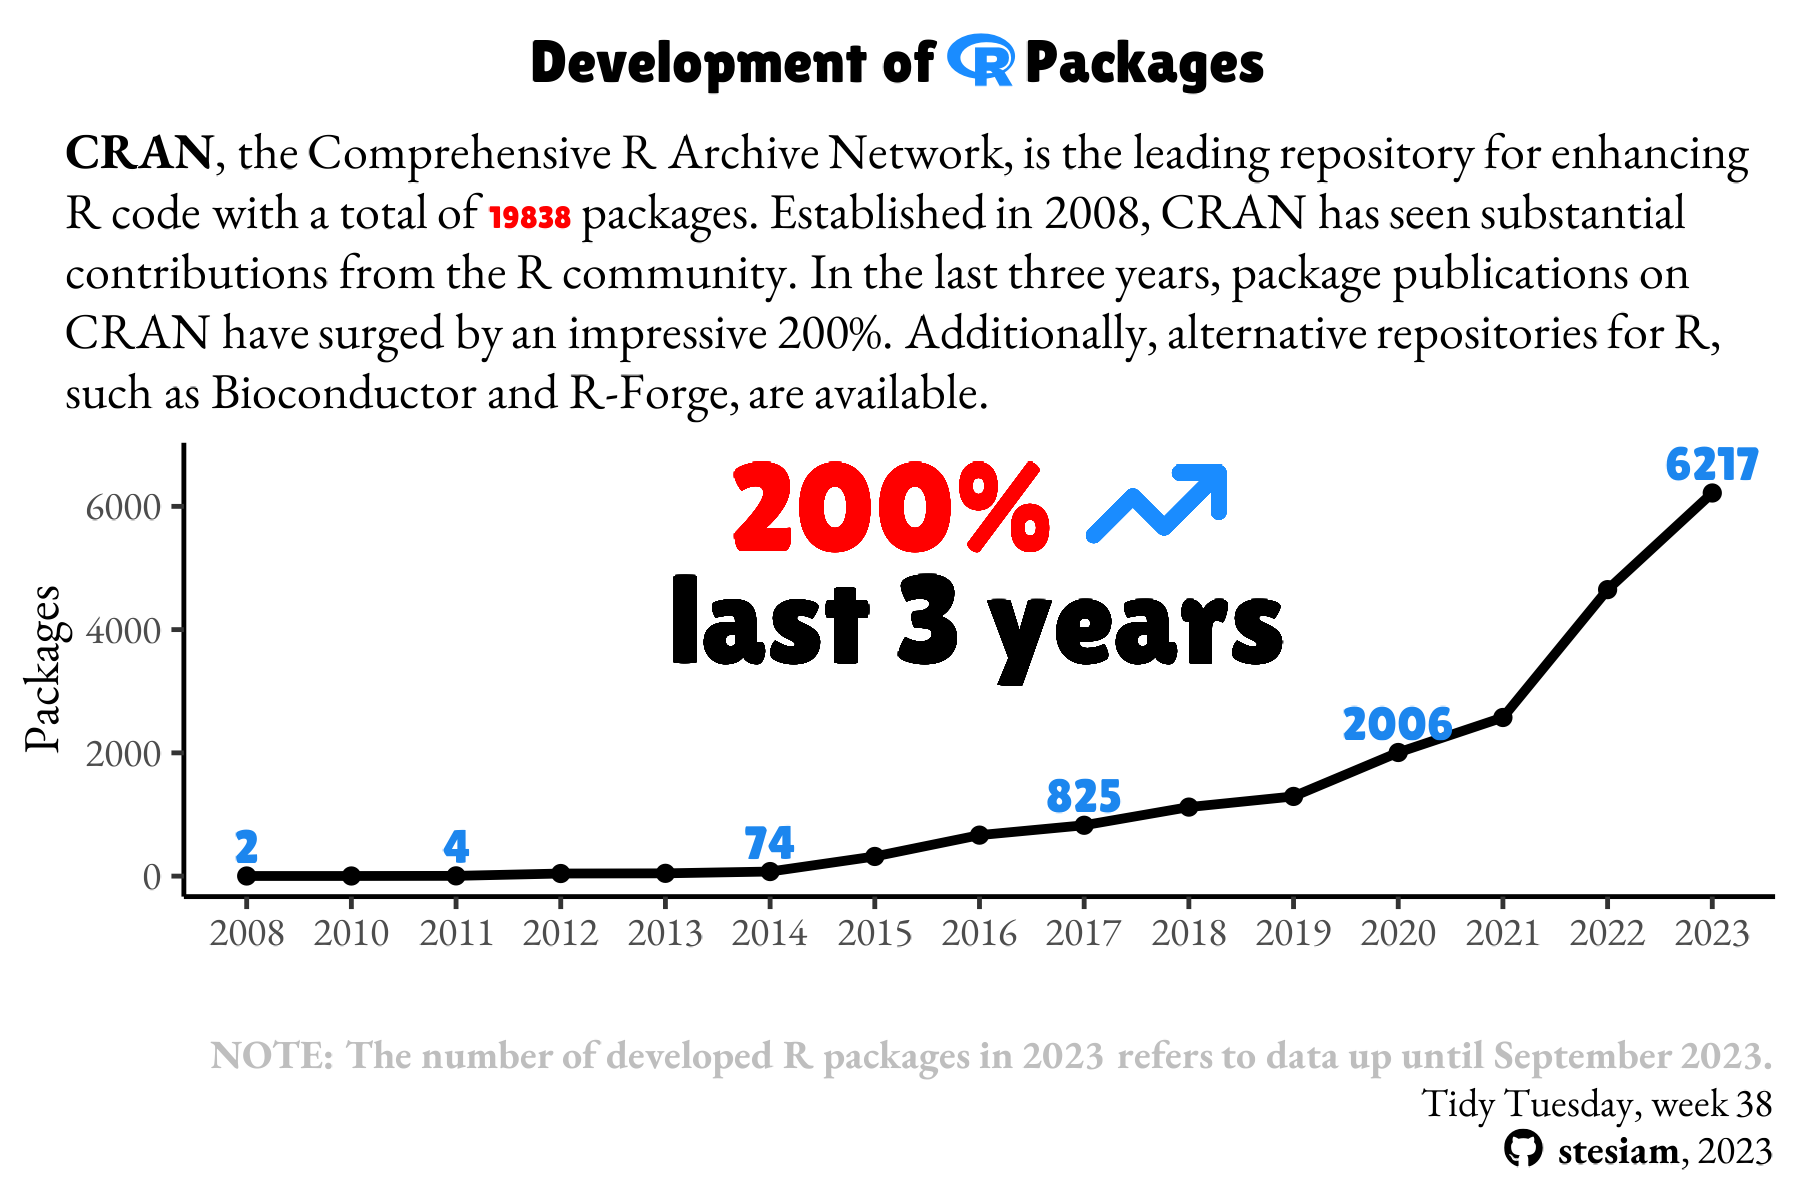 Development of R Packages
CRAN, the Comprehensive R Archive Network, is the leading repository for enhancing
R code with a total of 19838 packages. Established in 2008, CRAN has seen substantial
contributions from the R community. In the last three years, package publications on
CRAN have surged by an impressive 200%. Additionally, alternative repositories for R,
such as Bioconductor and R-Forge, are available.
200%
last 3 years
Packages
6000
4000
2000
0
2
4
74
825
2006
6217
2008 2010 2011 2012 2013 2014 2015 2016 2017 2018 2019 2020 2021 2022 2023
NOTE: The number of developed R packages in 2023 refers to data up until September 2023.
Tidy Tuesday, week 38
stesiam, 2023